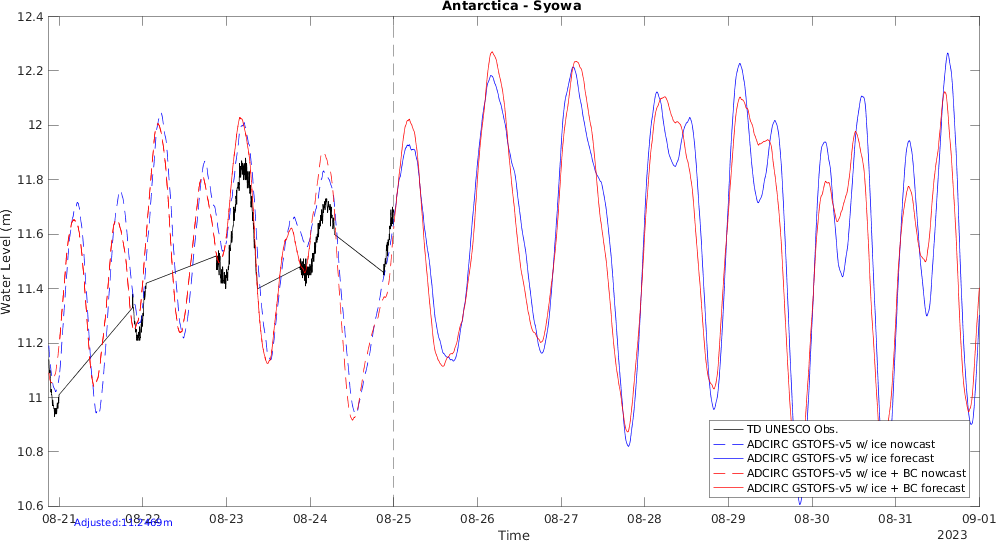 Antarctica - Syowa
12.4
12.2
12
11.8
11.6
11.4
11.2
11
10.8
10.6
Water Level (m)
TD UNESCO Obs.
ADCIRC GSTOFS-v5 w/ ice nowcast
ADCIRC GSTOFS-v5 w/ ice forecast
ADCIRC GSTOFS-v5 w/ ice + BC nowcast
ADCIRC GSTOFS-v5 w/ ice + BC forecast
08-21 08-22 08-23 08-24 08-25 08-26 08-27 08-28 08-29 08-30 08-31 09-01
Adjusted:11.2469m
Time
2023